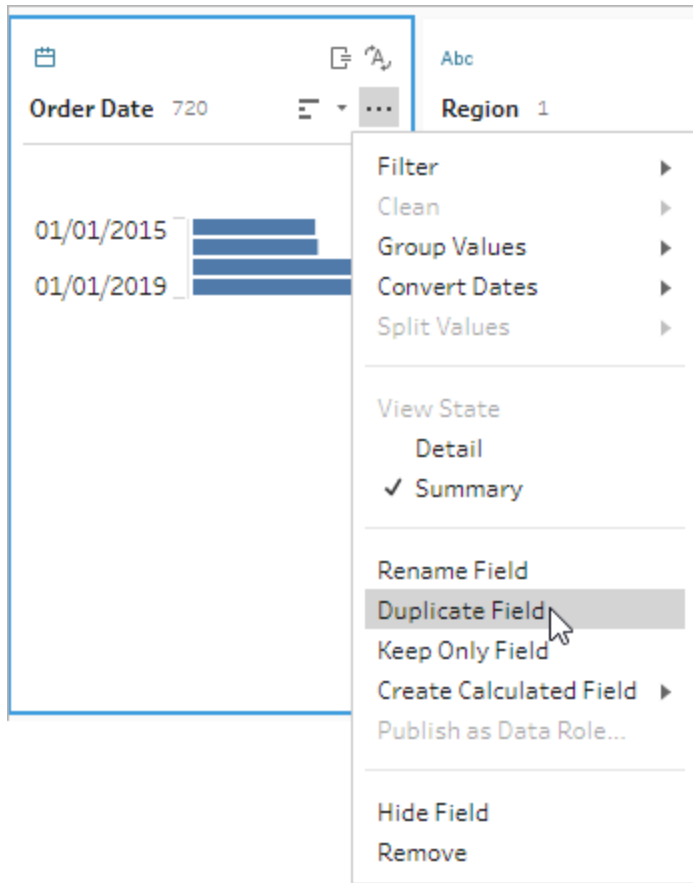 Abc
Order Date 720
Region 1
01/01/2015
01/01/2019
Filter
Clean
Group Values
Convert Dates
Split Values
View State
Detail
✓ Summary
Rename Field
Duplicate Field
Keep Only Field
Create Calculated Field
Publish as Data Role...
Hide Field
Remove